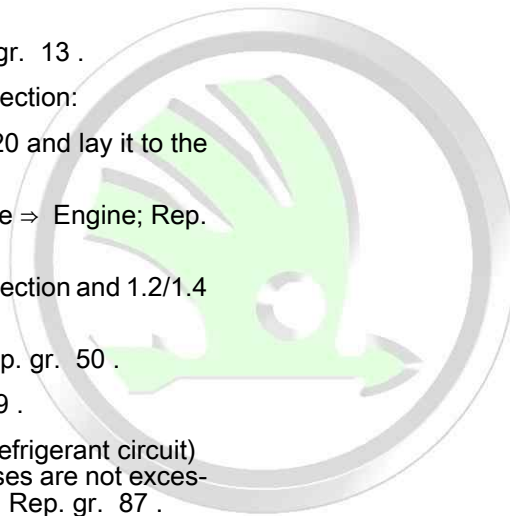 gr. 13 .
ection:
20 and lay it to the
e ⇒ Engine; Rep.
ection and 1.2/1.4
p. gr. 50 .
9 .
efrigerant circuit)
ses are not exces-
Rep. gr. 87 .